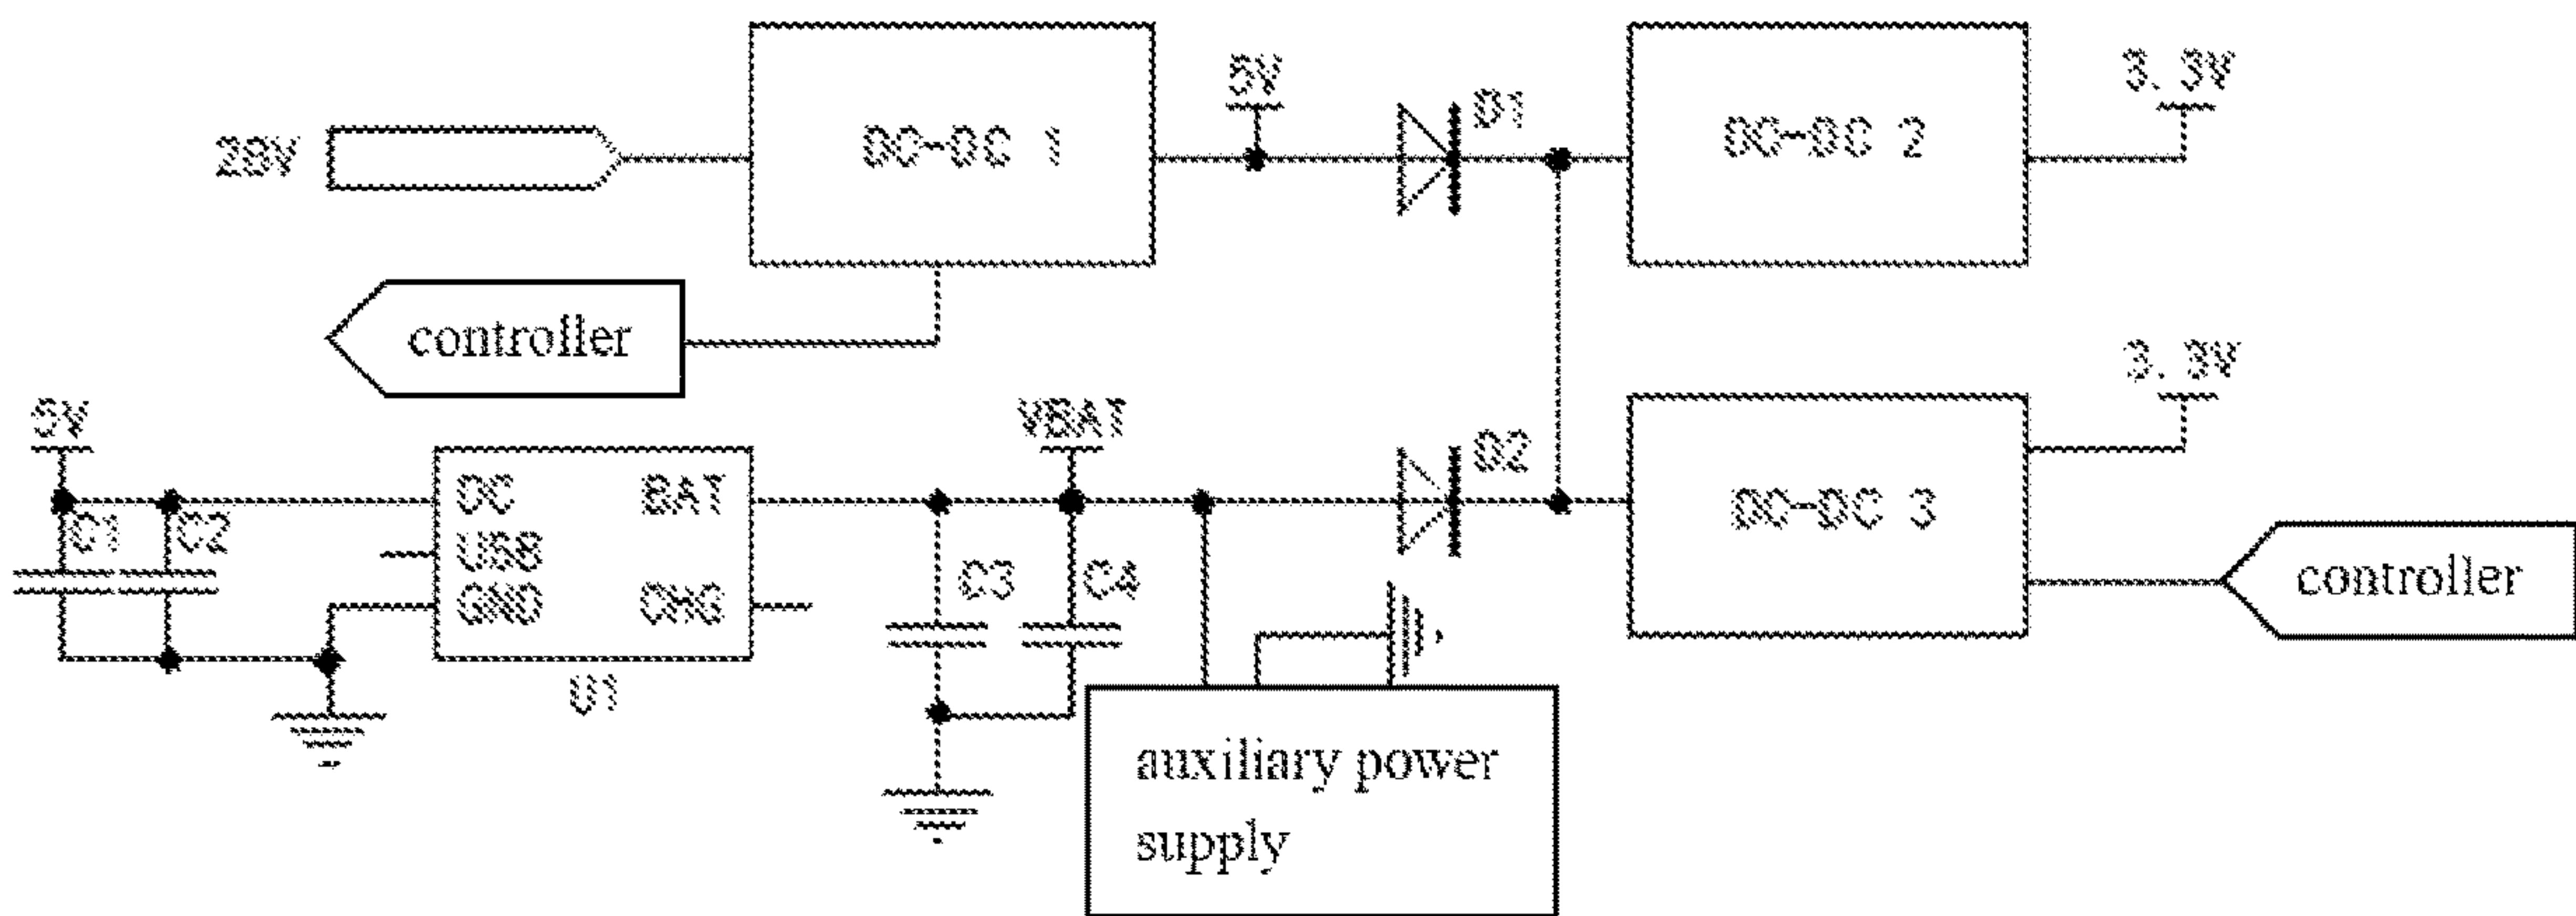 28V
DC-DC 1
5V
D1
DC-DC 2
3.3V
controller
5V
C1
C2
DC
BAT
USB
GND
CHG
U1
VBAT
C3
C4
D2
DC-DC 3
3.3V
controller
auxiliary power
supply